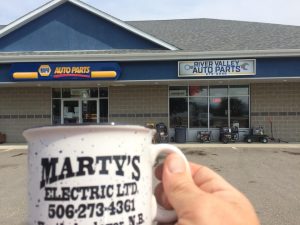 NAPA AUTO PARTS
RIVER VALLEY
AUTO PARTS
MARTY'S
ELECTRIC LTD.
506-273-4361
N.B.